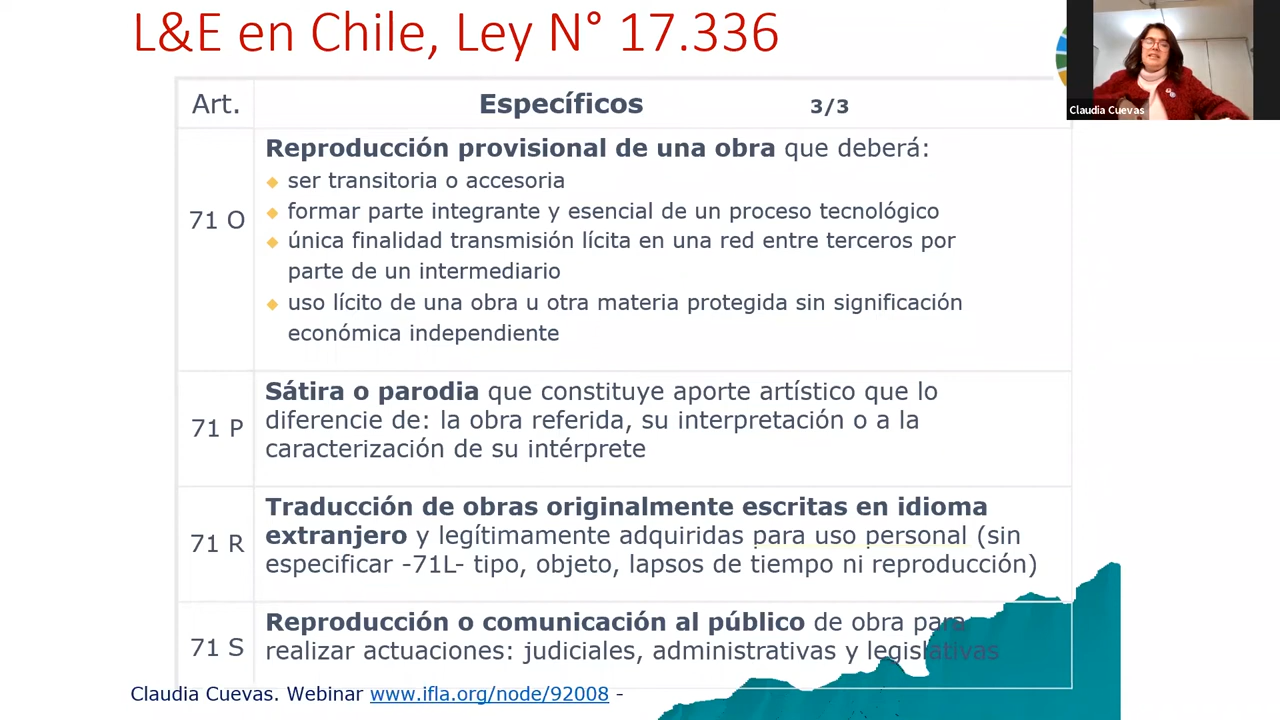 L&E en Chile, Ley N° 17.336
Claudia Cuevas
Art. Específicos 3/3
71 O
Reproducción provisional de una obra que deberá:
ser transitoria o accesoria
formar parte integrante y esencial de un proceso tecnológico
única finalidad transmisión lícita en una red entre terceros por
parte de un intermediario
uso lícito de una obra u otra materia protegida sin significación
económica independiente
71 P
Sátira o parodia que constituye aporte artístico que lo
diferencie de: la obra referida, su interpretación o a la
caracterización de su intérprete
71 R
Traducción de obras originalmente escritas en idioma
extranjero y legítimamente adquiridas para uso personal (sin
especificar -71L- tipo, objeto, lapsos de tiempo ni reproducción)
71 S
Reproducción o comunicación al público de obra para
realizar actuaciones: judiciales, administrativas y legislativas
Claudia Cuevas. Webinar www.ifla.org/node/92008 -